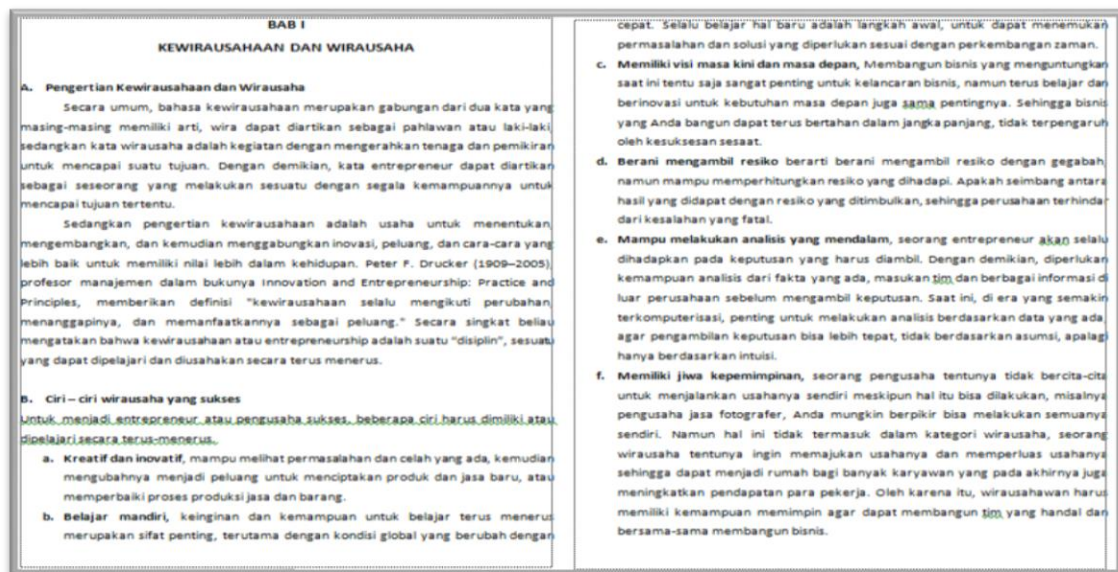 BAB I
KEWIRAUSAHAAN DAN WIRAUSAHA
A. Pengertian Kewirausahaan dan Wirausaha
Secara umum, bahasa kewirausahaan merupakan gabungan dari dua kata yang
masing-masing memiliki arti, wira dapat diartikan sebagai pahlawan atau laki-laki,
sedangkan kata wirausaha adalah kegiatan dengan mengerahkan tenaga dan pemikiran
untuk mencapai suatu tujuan. Dengan demikian, kata entrepreneur dapat diartikan
sebagai seseorang yang melakukan sesuatu dengan segala kemampuannya untuk
mencapai tujuan tertentu.
Sedangkan pengertian kewirausahaan adalah usaha untuk menentukan,
mengembangkan, dan kemudian menggabungkan inovasi, peluang, dan cara-cara yang
lebih baik untuk memiliki nilai lebih dalam kehidupan. Peter F. Drucker (1909–2005),
profesor manajemen dalam bukunya Innovation and Entrepreneurship: Practice and
Principles, memberikan definisi "kewirausahaan selalu mengikuti perubahan,
menanggapinya, dan memanfaatkannya sebagai peluang." Secara singkat beliau
mengatakan bahwa kewirausahaan atau entrepreneurship adalah suatu "disiplin", sesuatu
yang dapat dipelajari dan diusahakan secara terus menerus.
B. Ciri – ciri wirausaha yang sukses
Untuk menjadi entrepreneur atau pengusaha sukses, beberapa ciri harus dimiliki atau
dipelajari secara terus-menerus.
a. Kreatif dan inovatif, mampu melihat permasalahan dan celah yang ada, kemudian
mengubahnya menjadi peluang untuk menciptakan produk dan jasa baru, atau
memperbaiki proses produksi jasa dan barang.
b. Belajar mandiri, keinginan dan kemampuan untuk belajar terus menerus
merupakan sifat penting, terutama dengan kondisi global yang berubah dengan
cepat. Selalu belajar hal baru adalah langkah awal, untuk dapat menemukan
permasalahan dan solusi yang diperlukan sesuai dengan perkembangan zaman.
c. Memiliki visi masa kini dan masa depan, Membangun bisnis yang menguntungkan
saat ini tentu saja sangat penting untuk kelancaran bisnis, namun terus belajar dan
berinovasi untuk kebutuhan masa depan juga sama pentingnya. Sehingga bisnis
yang Anda bangun dapat terus bertahan dalam jangka panjang, tidak terpengaruh
oleh kesuksesan sesaat.
d. Berani mengambil resiko berarti berani mengambil resiko dengan gegabah,
namun mampu memperhitungkan resiko yang dihadapi. Apakah seimbang antara
hasil yang didapat dengan resiko yang ditimbulkan, sehingga perusahaan terhindar
dari kesalahan yang fatal.
e. Mampu melakukan analisis yang mendalam, seorang entrepreneur akan selalu
dihadapkan pada keputusan yang harus diambil. Dengan demikian, diperlukan
kemampuan analisis dari fakta yang ada, masukan tim dan berbagai informasi di
luar perusahaan sebelum mengambil keputusan. Saat ini, di era yang semakin
terkomputerisasi, penting untuk melakukan analisis berdasarkan data yang ada,
agar pengambilan keputusan bisa lebih tepat, tidak berdasarkan asumsi, apalagi
hanya berdasarkan intuisi.
f. Memiliki jiwa kepemimpinan, seorang pengusaha tentunya tidak bercita-cita
untuk menjalankan usahanya sendiri meskipun hal itu bisa dilakukan, misalnya
pengusaha jasa fotografer, Anda mungkin berpikir bisa melakukan semuanya
sendiri. Namun hal ini tidak termasuk dalam kategori wirausaha, seorang
wirausaha tentunya ingin memajukan usahanya dan memperluas usahanya
sehingga dapat menjadi rumah bagi banyak karyawan yang pada akhirnya juga
meningkatkan pendapatan para pekerja. Oleh karena itu, wirausahawan harus
memiliki kemampuan memimpin agar dapat membangun tim yang handal dan
bersama-sama membangun bisnis.